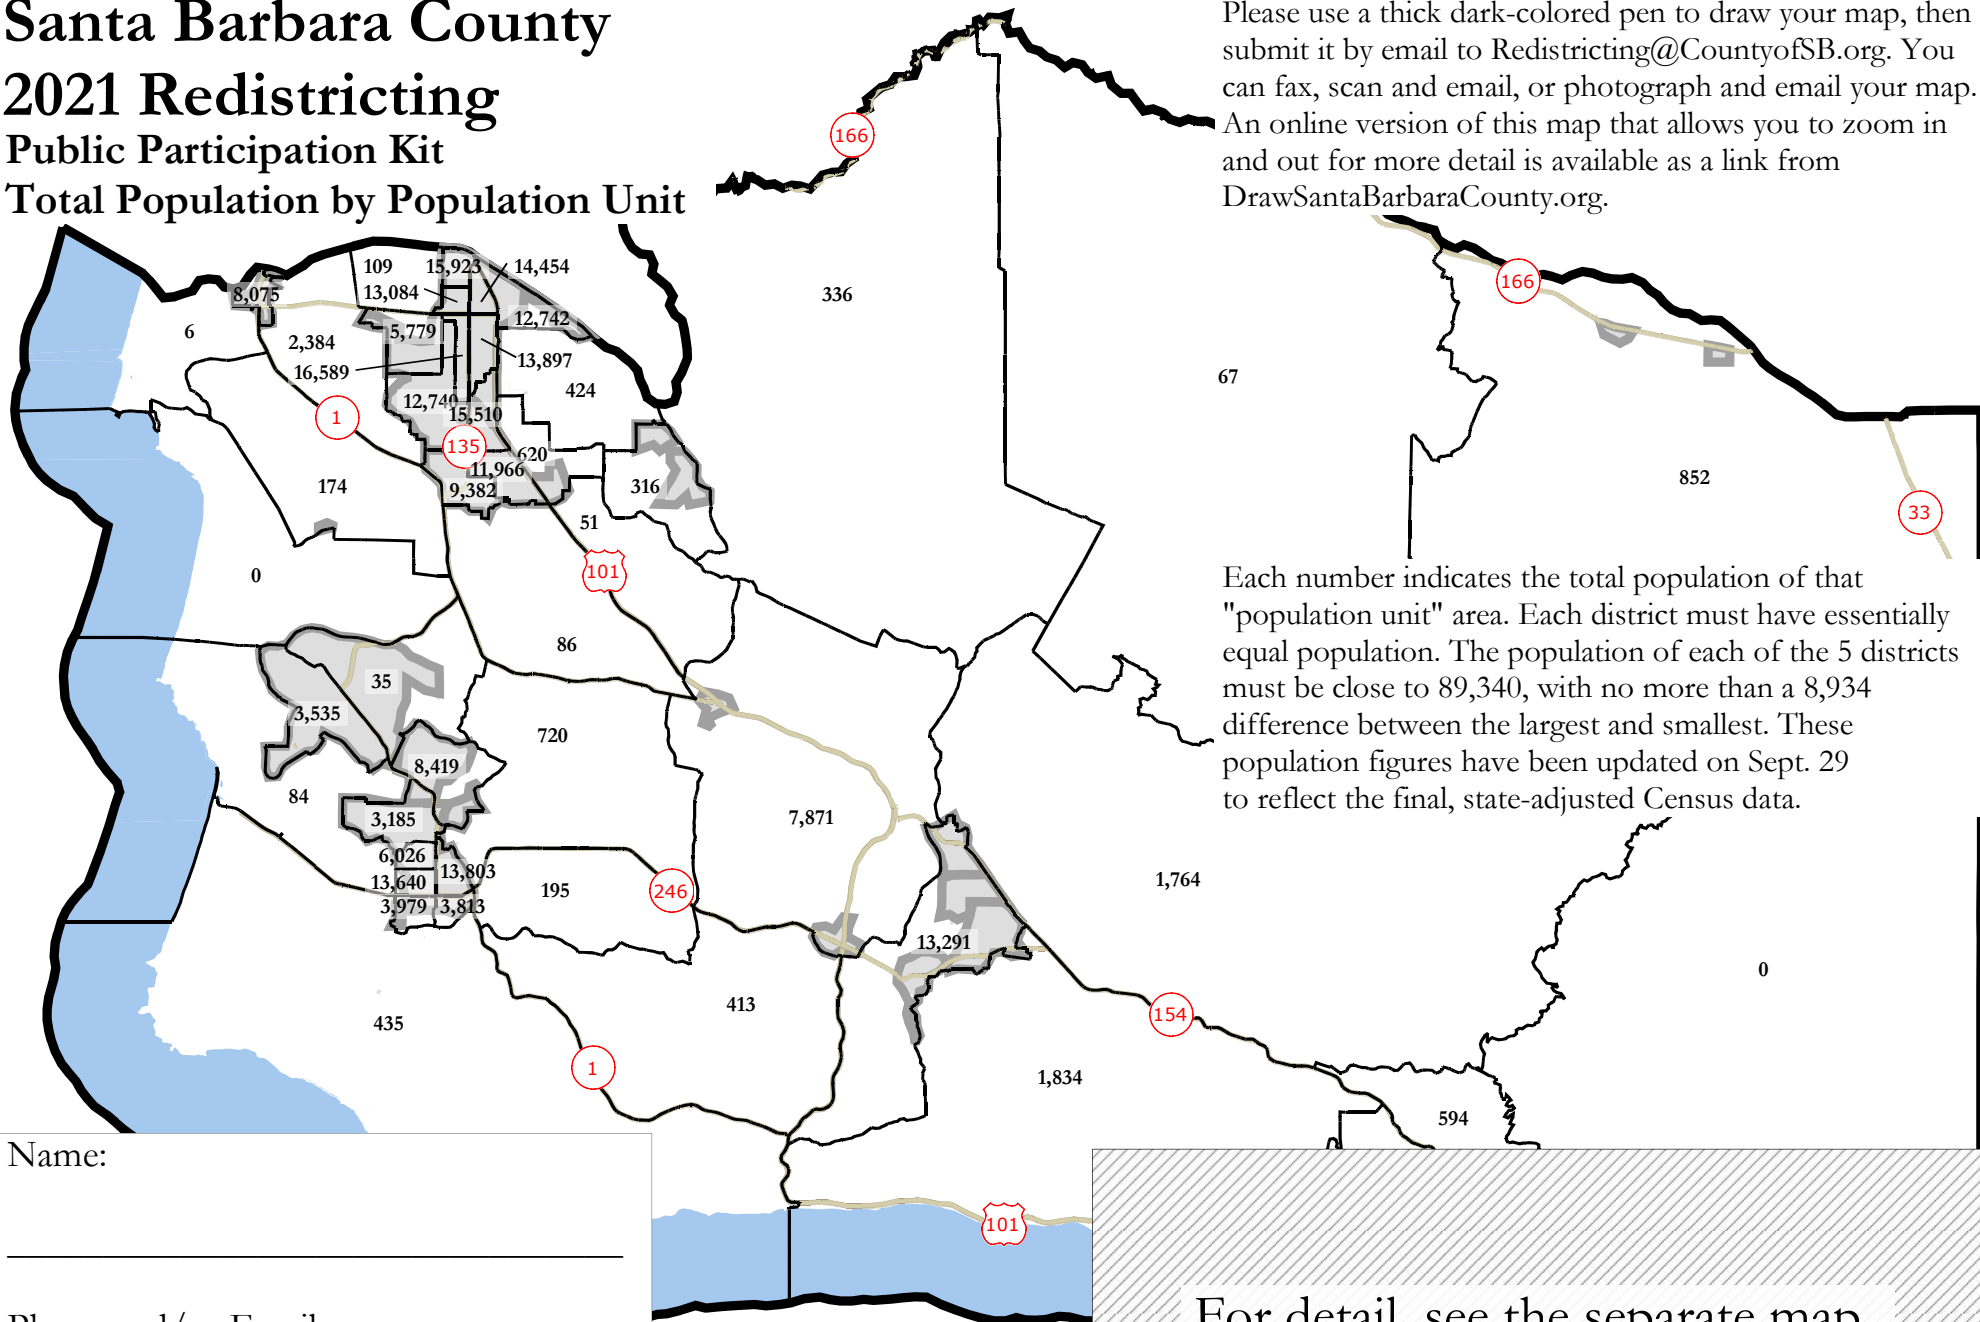 Santa Barbara County
2021 Redistricting
Public Participation Kit
Total Population by Population Unit
Please use a thick dark-colored pen to draw your map, then
submit it by email to Redistricting@CountyofSB.org. You
can fax, scan and email, or photograph and email your map.
An online version of this map that allows you to zoom in
and out for more detail is available as a link from
DrawSantaBarbaraCounty.org.
166
166
109
15,923
14,454
8,075
13,084
336
6
5,779
12,742
2,384
13,897
16,589
67
424
12,740
15,510
1
135
620
11,966
174
9,382
316
852
51
33
0
101
Each number indicates the total population of that
"population unit" area. Each district must have essentially
equal population. The population of each of the 5 districts
must be close to 89,340, with no more than a 8,934
difference between the largest and smallest. These
population figures have been updated on Sept. 29
to reflect the final, state-adjusted Census data.
86
35
3,535
720
8,419
84
3,185
7,871
6,026
13,803
13,640
195
246
1,764
3,979
3,813
13,291
0
413
435
154
1
1,834
594
Name:
101
For detail, see the separate map